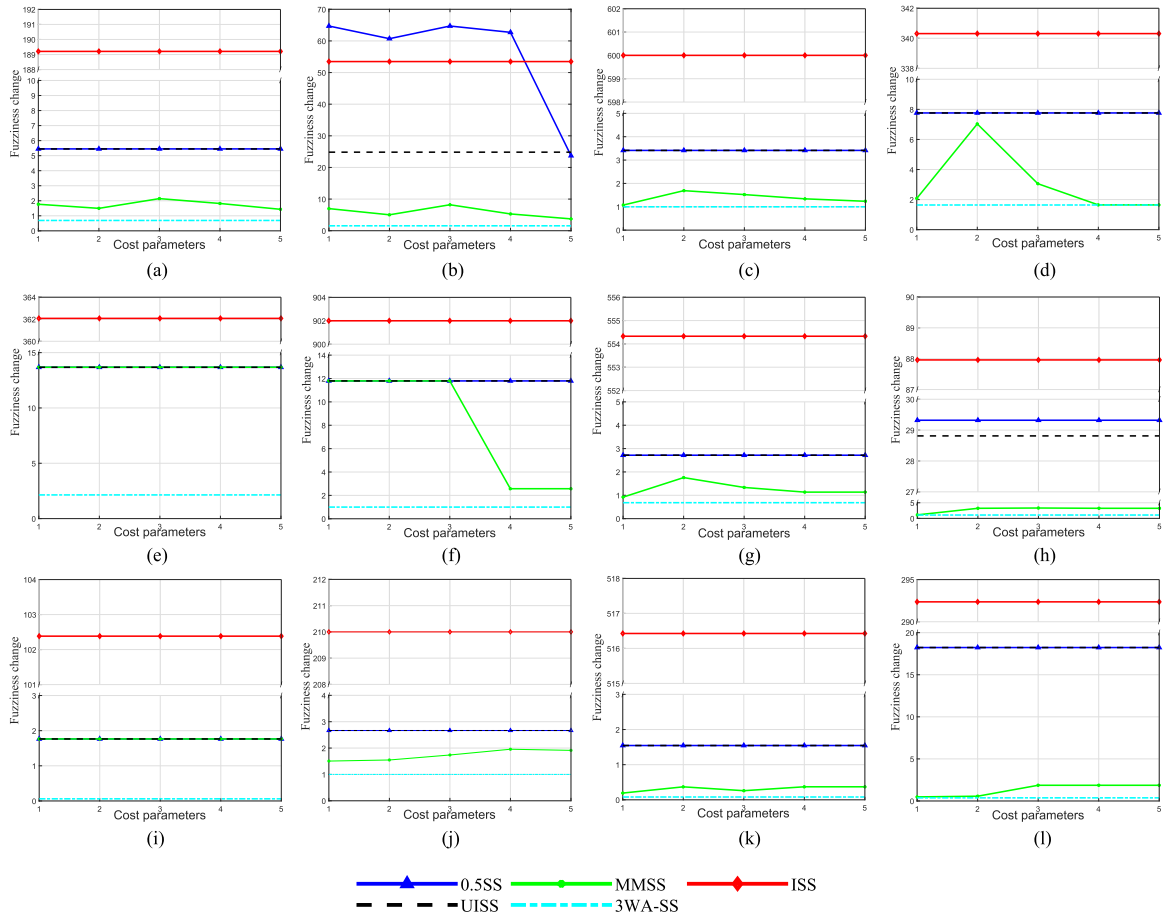 192
191
190
189
188
10
9
8
7
6
5
4
3
2
1
0
Fuzziness change
1 2 3 4 5
Cost parameters
(a)
70
60
50
40
30
20
10
0
Fuzziness change
1 2 3 4 5
Cost parameters
(b)
602
601
600
599
598
5
4
3
2
1
0
Fuzziness change
1 2 3 4 5
Cost parameters
(c)
342
340
338
10
8
6
4
2
0
Fuzziness change
1 2 3 4 5
Cost parameters
(d)
364
362
360
15
10
5
0
Fuzziness change
1 2 3 4 5
Cost parameters
(e)
904
902
900
14
12
10
8
6
4
2
0
Fuzziness change
1 2 3 4 5
Cost parameters
(f)
556
555
554
553
552
5
4
3
2
1
0
Fuzziness change
1 2 3 4 5
Cost parameters
(g)
90
89
88
87
30
29
28
27
5
0
Fuzziness change
1 2 3 4 5
Cost parameters
(h)
104
103
102
101
3
2
1
0
Fuzziness change
1 2 3 4 5
Cost parameters
(i)
212
211
210
209
208
4
3
2
1
0
Fuzziness change
1 2 3 4 5
Cost parameters
(j)
518
517
516
515
3
2
1
0
Fuzziness change
1 2 3 4 5
Cost parameters
(k)
295
290
20
15
10
5
0
Fuzziness change
1 2 3 4 5
Cost parameters
(l)
0.5SS MMSS ISS
UISS 3WA-SS